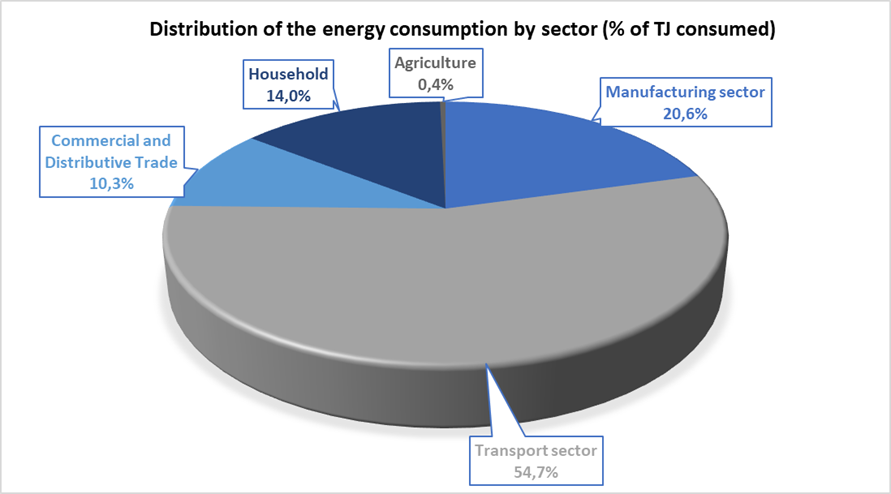 Distribution of the energy consumption by sector (% of TJ consumed)
Agriculture
0,4%
Household
14,0%
Manufacturing sector
20,6%
Commercial and
Distributive Trade
10,3%
Transport sector
54,7%